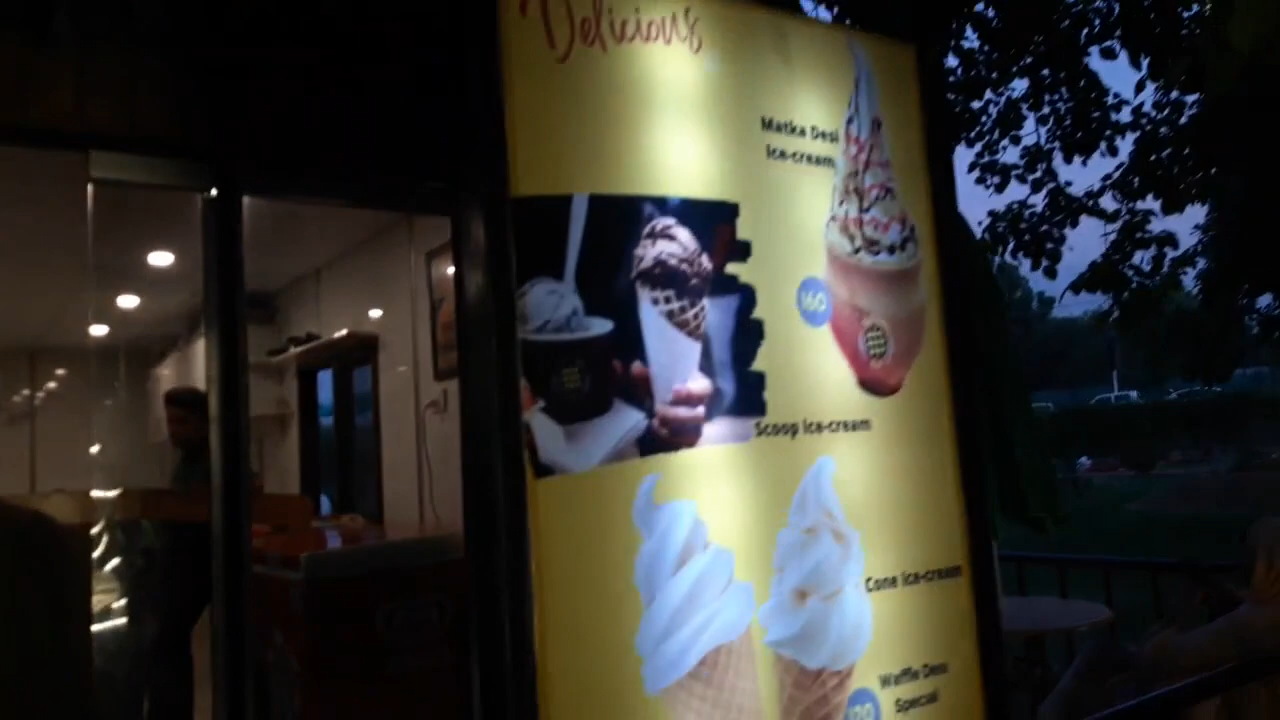 Delicious
Matka Desi
Ice-cream
160
Scoop Ice-cream
Cone Ice-cream
Waffle Desi
Special